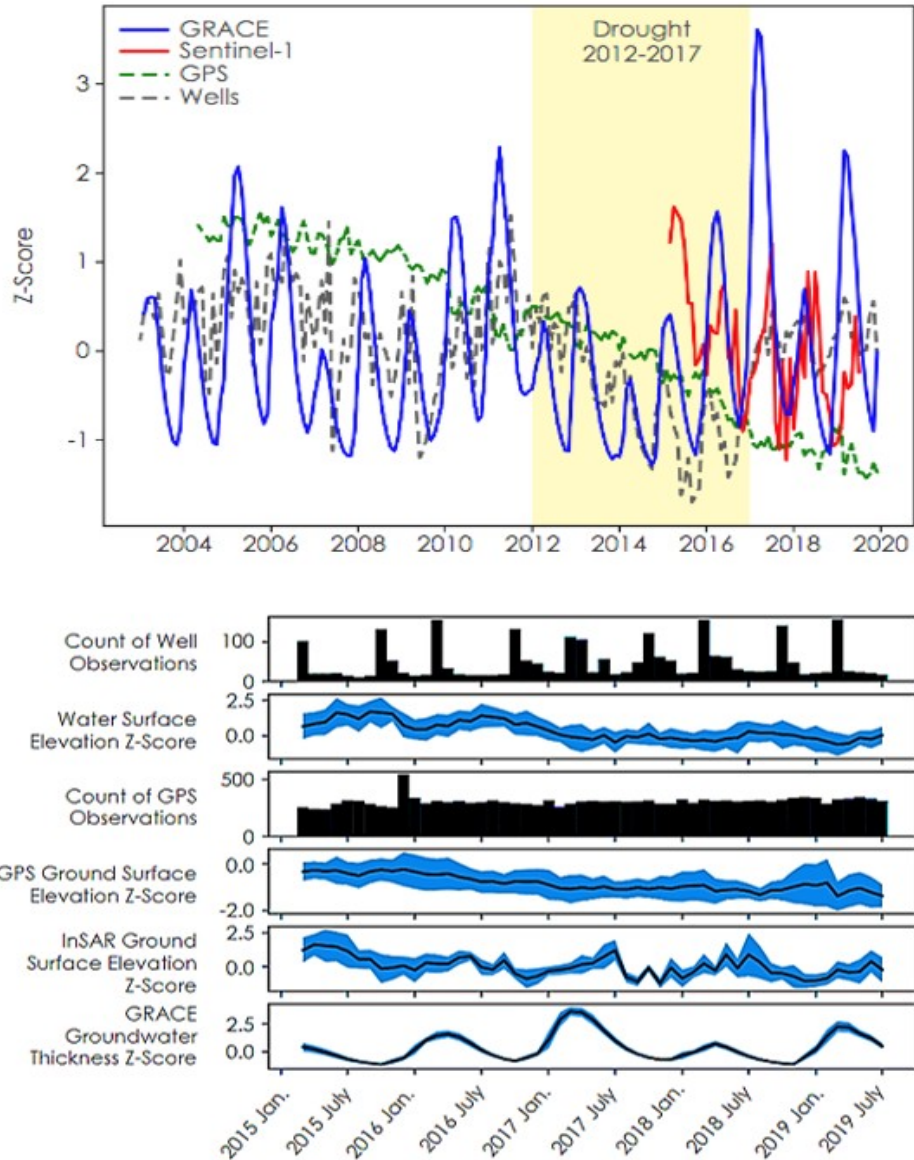 GRACE
Sentinel-1
GPS
Wells
Drought
2012-2017
Z-Score
3
2
1
0
-1
2004 2006 2008 2010 2012 2014 2016 2018 2020
Count of Well
Observations
100
0
Water Surface
Elevation Z-Score
2.5
0.0
Count of GPS
Observations
500
0
GPS Ground Surface
Elevation Z-Score
0.0
-2.0
InSAR Ground
Surface Elevation
Z-Score
2.5
0.0
GRACE
Groundwater
Thickness Z-Score
2.5
0.0
2015 Jan.
2015 July
2016 Jan.
2016 July
2017 Jan.
2017 July
2018 Jan.
2018 July
2019 Jan.
2019 July